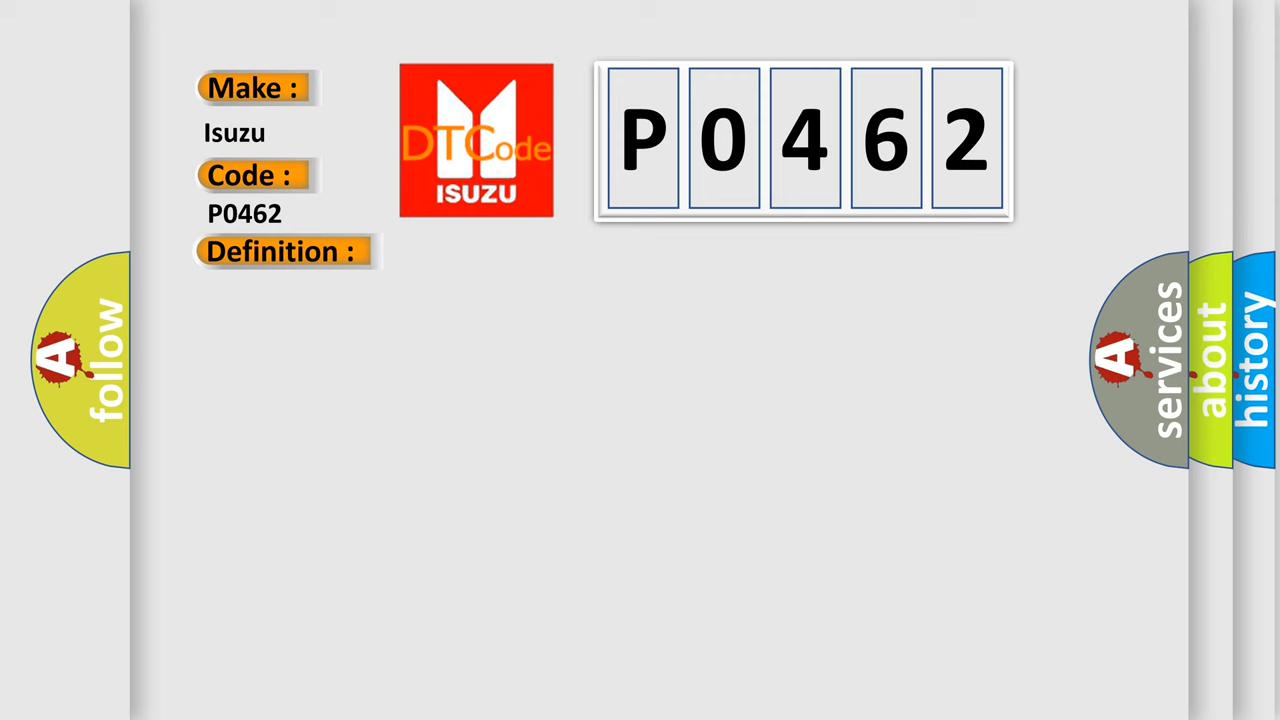 Make :
Isuzu
Code :
P0462
Definition :
DTCode
ISUZU
P0462
A follow
A services
about
history